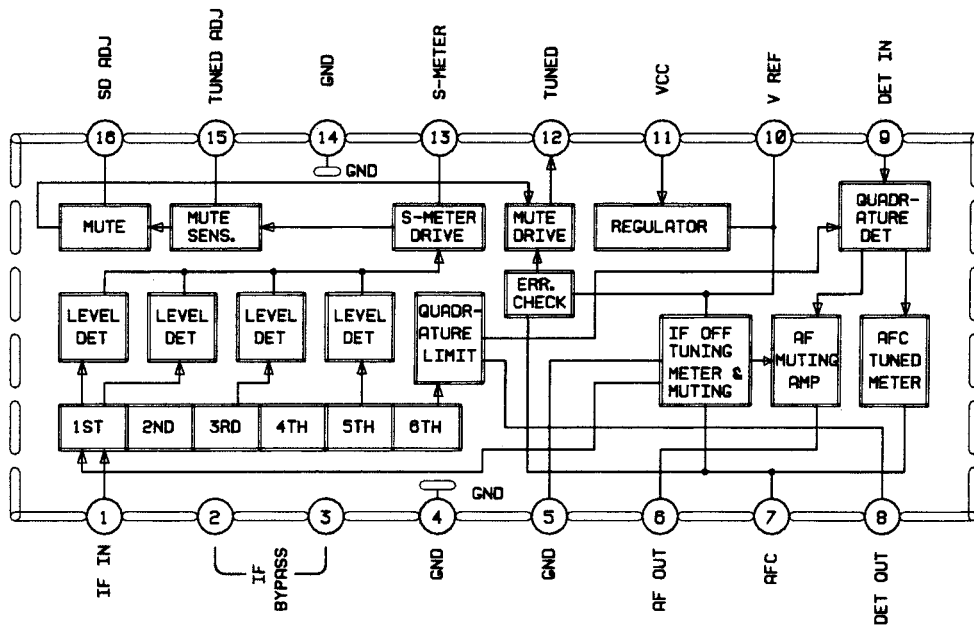 SD ADJ
TUNED ADJ
GND
S-METER
TUNED
VCC
V REF
DET IN
16
15
14
13
12
11
10
9
GND
MUTE
MUTE
SENS.
S-METER
DRIVE
MUTE
DRIVE
REGULATOR
QUADR-
ATURE
DET
ERR.
CHECK
LEVEL
DET
LEVEL
DET
LEVEL
DET
LEVEL
DET
QUADR-
ATURE
LIMIT
IF OFF
TUNING
METER &
MUTING
AF
MUTING
AMP
AFC
TUNED
METER
1ST
2ND
3RD
4TH
5TH
6TH
GND
1
2
3
4
5
6
7
8
IF IN
IF
BYPASS
GND
GND
AF OUT
AFC
DET OUT